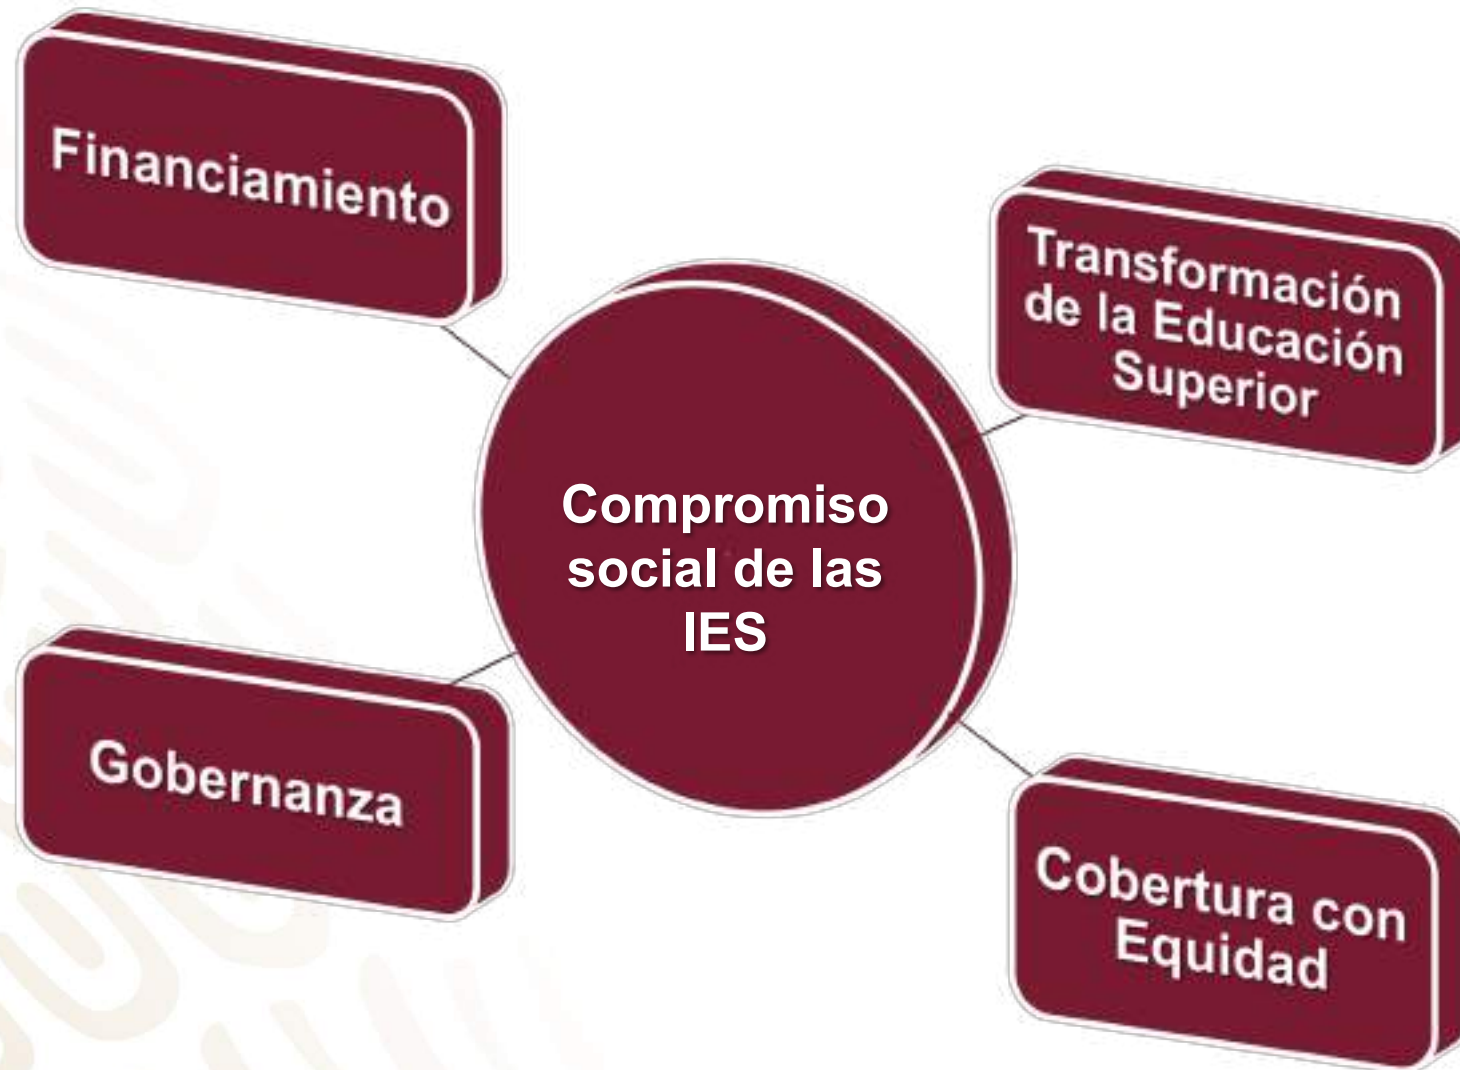 Financiamiento
Transformación
de la Educación
Superior
Compromiso
social de las
IES
Gobernanza
Cobertura con
Equidad